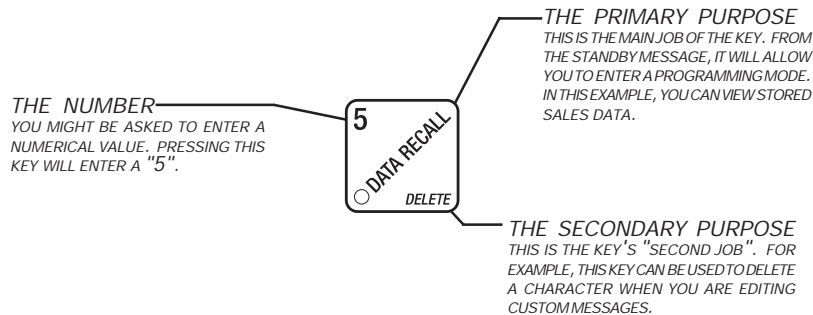 THE PRIMARY PURPOSE
THIS IS THE MAIN JOB OF THE KEY. FROM
THE STANDBY MESSAGE, IT WILL ALLOW
YOU TO ENTER A PROGRAMMING MODE.
IN THIS EXAMPLE, YOU CAN VIEW STORED
SALES DATA.
THE NUMBER
YOU MIGHT BE ASKED TO ENTER A
NUMERICAL VALUE. PRESSING THIS
KEY WILL ENTER A "5".
5
DATA RECALL
DELETE
THE SECONDARY PURPOSE
THIS IS THE KEY'S "SECOND JOB". FOR
EXAMPLE, THIS KEY CAN BE USED TO DELETE
A CHARACTER WHEN YOU ARE EDITING
CUSTOM MESSAGES.